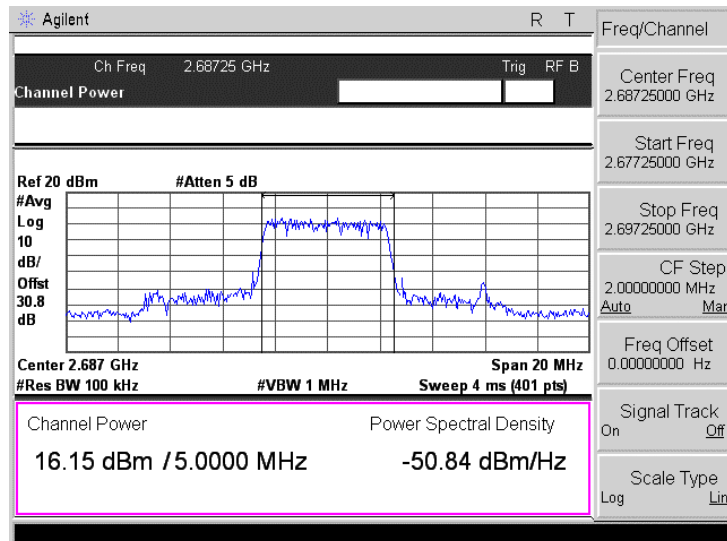 Agilent R T
Ch Freq 2.68725 GHz Trig RF B
Channel Power
Ref 20 dBm #Atten 5 dB
#Avg
Log
10
dB/
Offst
30.8
dB
Center 2.687 GHz Span 20 MHz
#Res BW 100 kHz #VBW 1 MHz Sweep 4 ms (401 pts)
Channel Power Power Spectral Density
16.15 dBm / 5.0000 MHz -50.84 dBm/Hz
Freq/Channel
Center Freq
2.68725000 GHz
Start Freq
2.67725000 GHz
Stop Freq
2.69725000 GHz
CF Step
2.00000000 MHz
Auto Man
Freq Offset
0.00000000 Hz
Signal Track
On Off
Scale Type
Log Lin